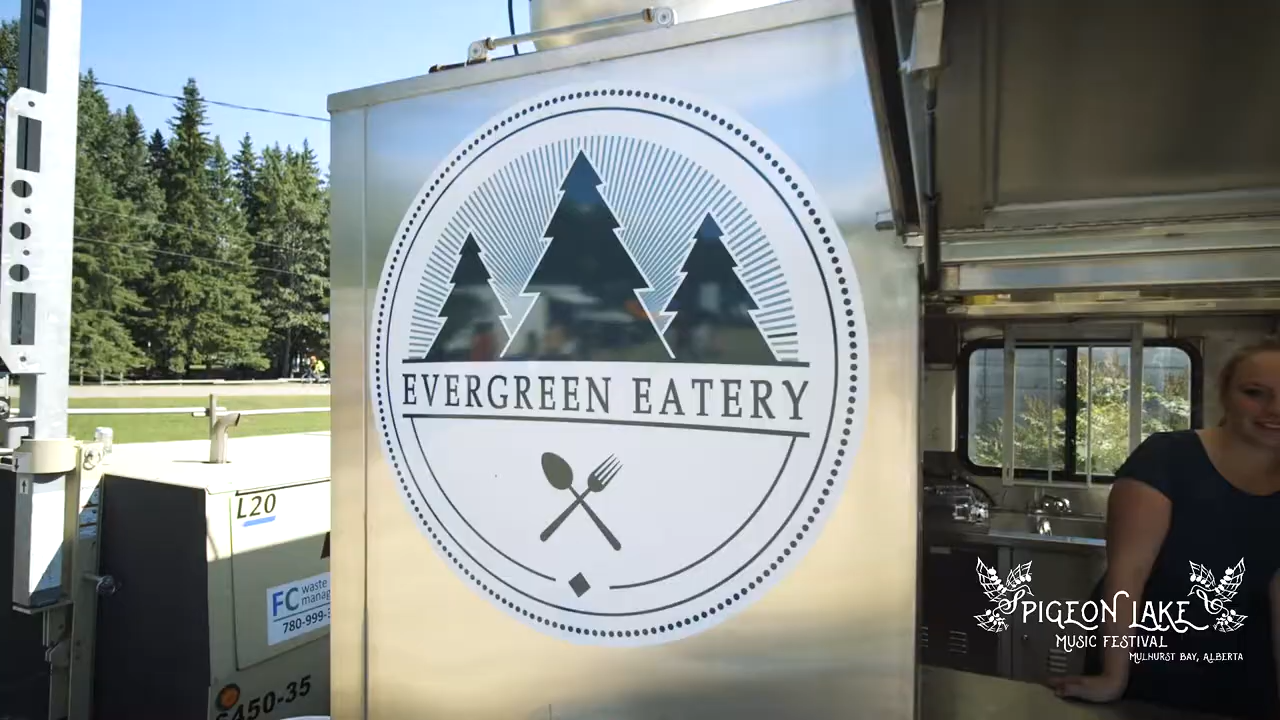 EVERGREEN EATERY
L20
FC waste
780-999-
450-35
PIGEON LAKE
MUSIC FESTIVAL
MULHURST BAY, ALBERTA